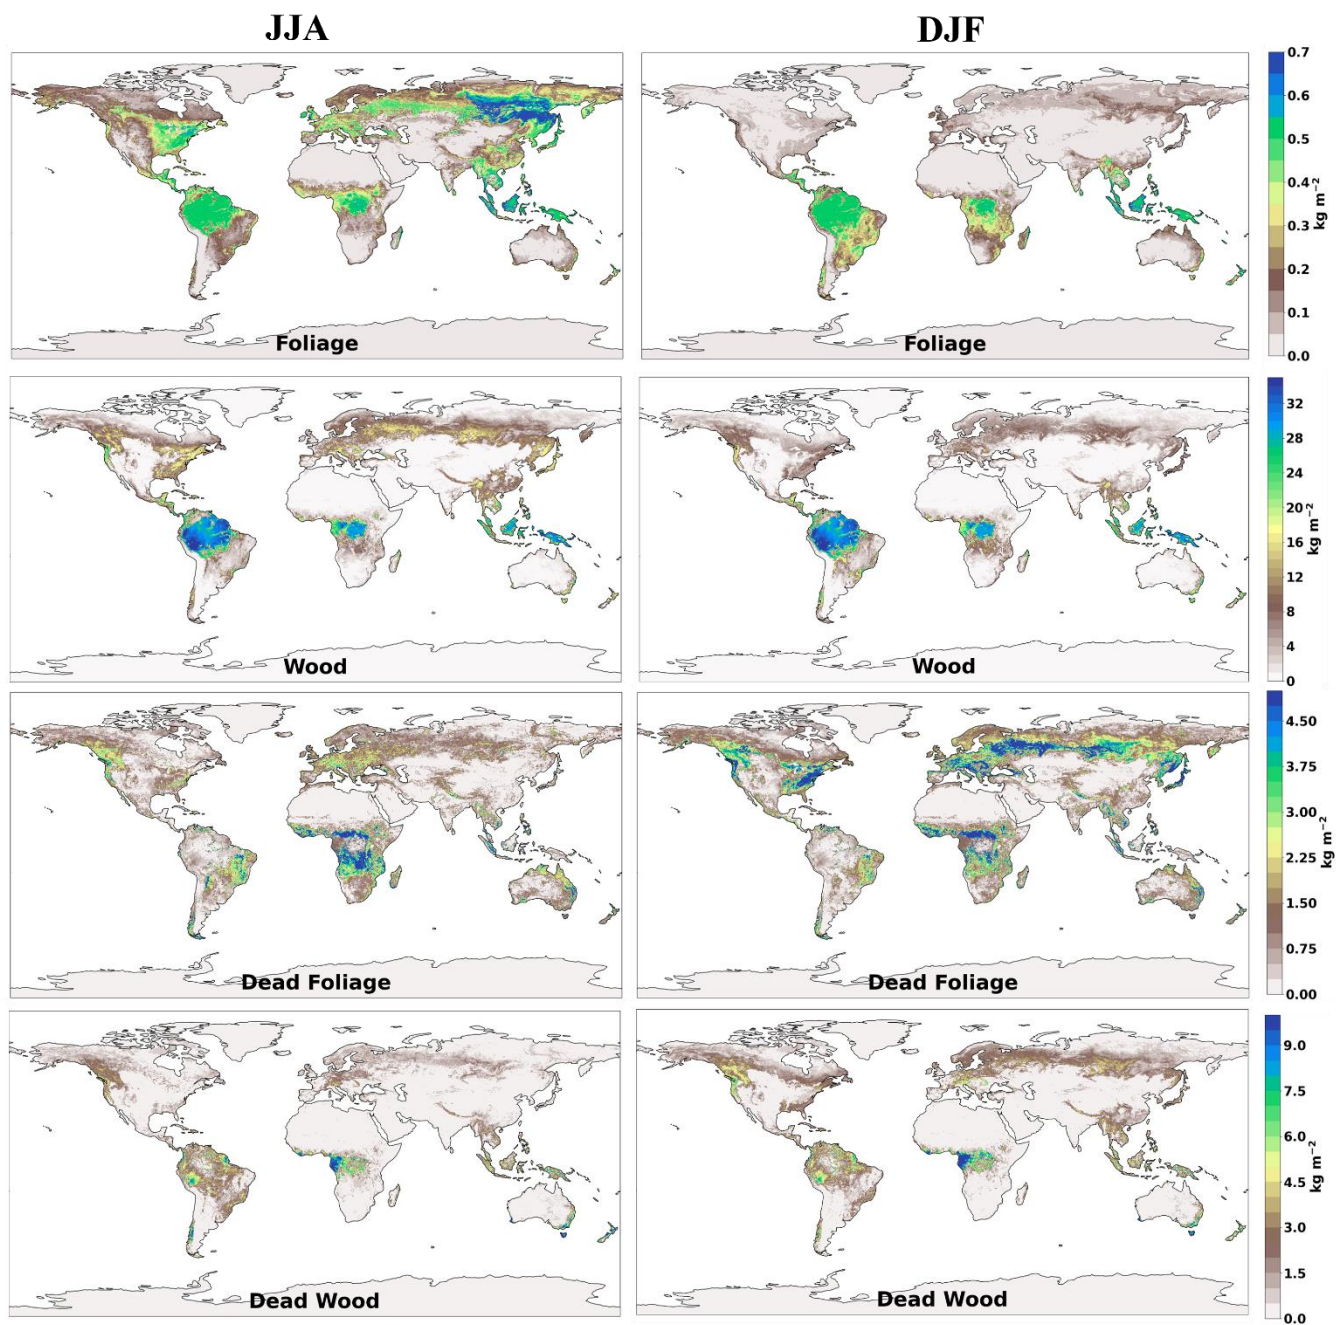 JJA
DJF
Foliage
Foliage
0.7
0.6
0.5
0.4
0.3
0.2
0.1
0.0
kg m⁻²
Wood
Wood
32
28
24
20
16
12
8
4
0
kg m⁻²
Dead Foliage
Dead Foliage
4.50
3.75
3.00
2.25
1.50
0.75
0.00
kg m⁻²
Dead Wood
Dead Wood
9.0
7.5
6.0
4.5
3.0
1.5
0.0
kg m⁻²